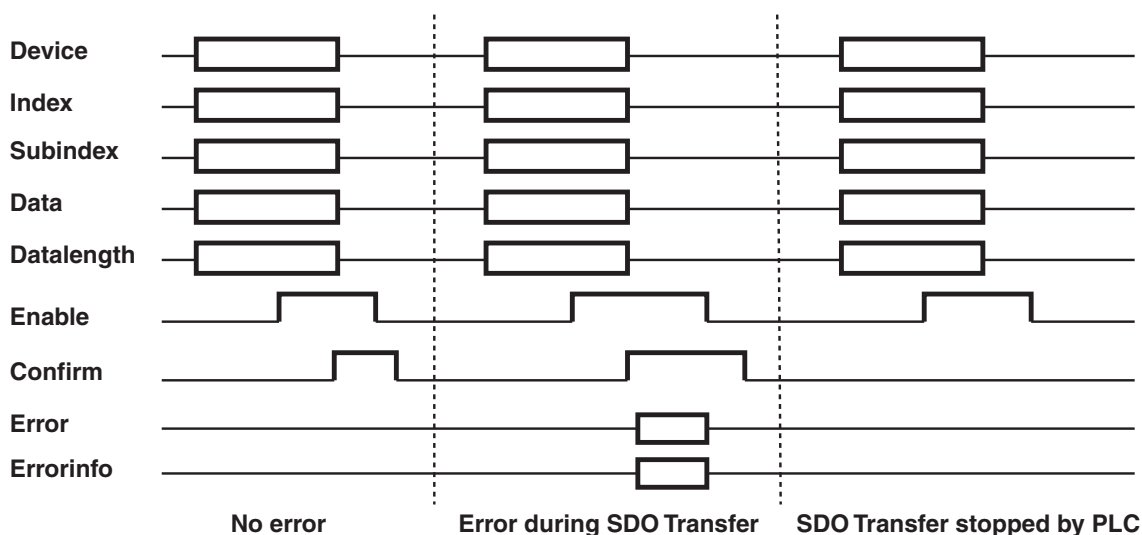 Device
Index
Subindex
Data
Datalength
Enable
Confirm
Error
Errorinfo
No error
Error during SDO Transfer
SDO Transfer stopped by PLC